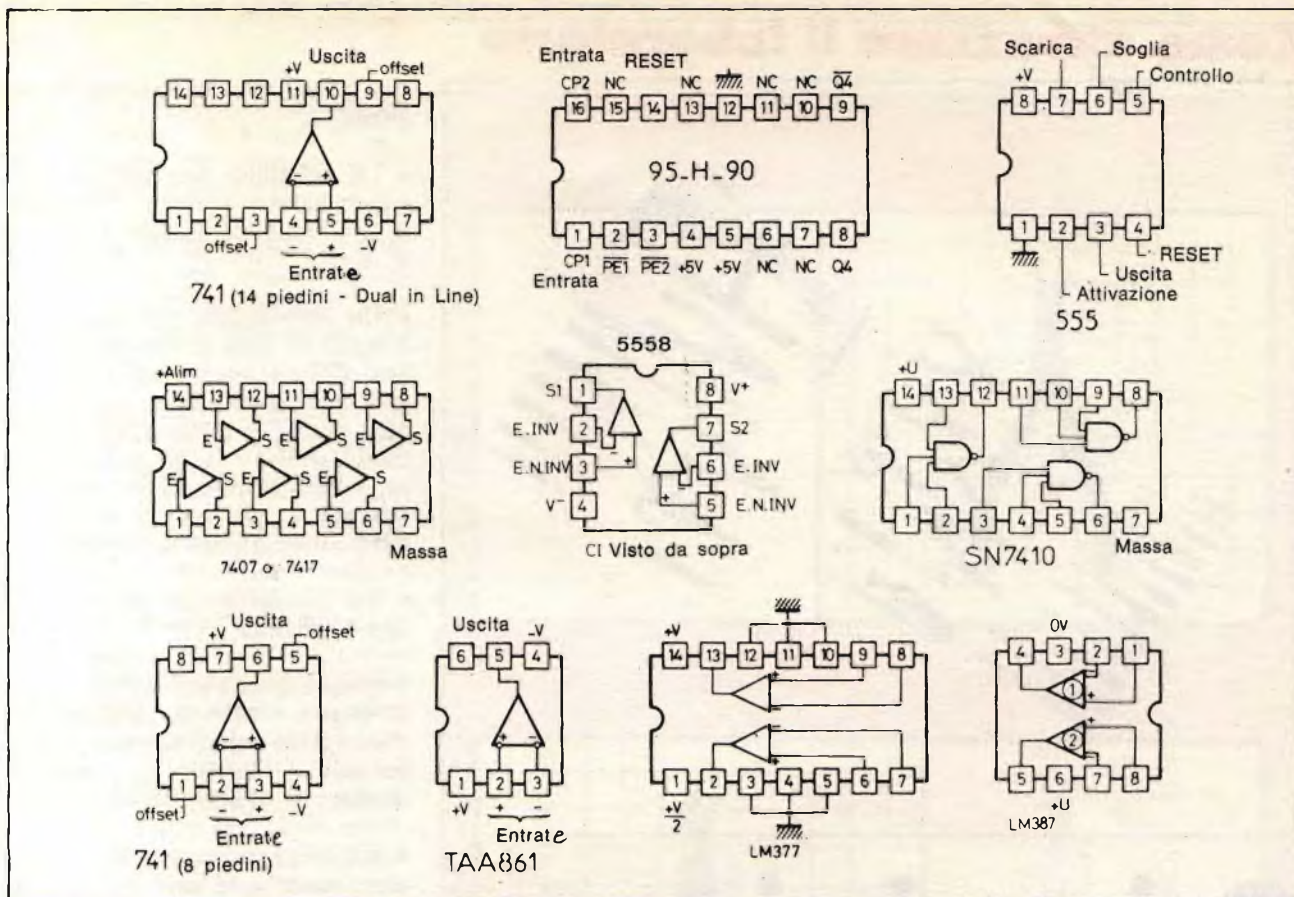 Uscita
+V offset
14 13 12 11 10 9 8
- +
1 2 3 4 5 6 7
offset - + -V
Entrate
741 (14 piedini - Dual in Line)
Entrata RESET
CP2 NC NC NC NC Q4
16 15 14 13 12 11 10 9
95-H-90
1 2 3 4 5 6 7 8
CP1 PE1 PE2 +5V +5V NC NC Q4
Entrata
Scarica Soglia
+V Controllo
8 7 6 5
1 2 3 4
RESET
Uscita
Attivazione
555
+Alim
14 13 12 11 10 9 8
E S E S E S
E S E S E S
1 2 3 4 5 6 7
Massa
7407 o 7417
5558
S1 1 8 V+
E.INV 2 7 S2
- +
E.N.INV 3 6 E.INV
+ -
V- 4 5 E.N.INV
CI Visto da sopra
+U
14 13 12 11 10 9 8
1 2 3 4 5 6 7
SN7410 Massa
Uscita
+V offset
8 7 6 5
- +
1 2 3 4
offset - + -V
Entrate
741 (8 piedini)
Uscita -V
6 5 4
+ -
1 2 3
+V + -
Entrate
TAA861
+V
14 13 12 11 10 9 8
+
-
-
+
1 2 3 4 5 6 7
+V
2
LM377
0V
4 3 2 1
- 1 +
2 + -
5 6 7 8
+U
LM387